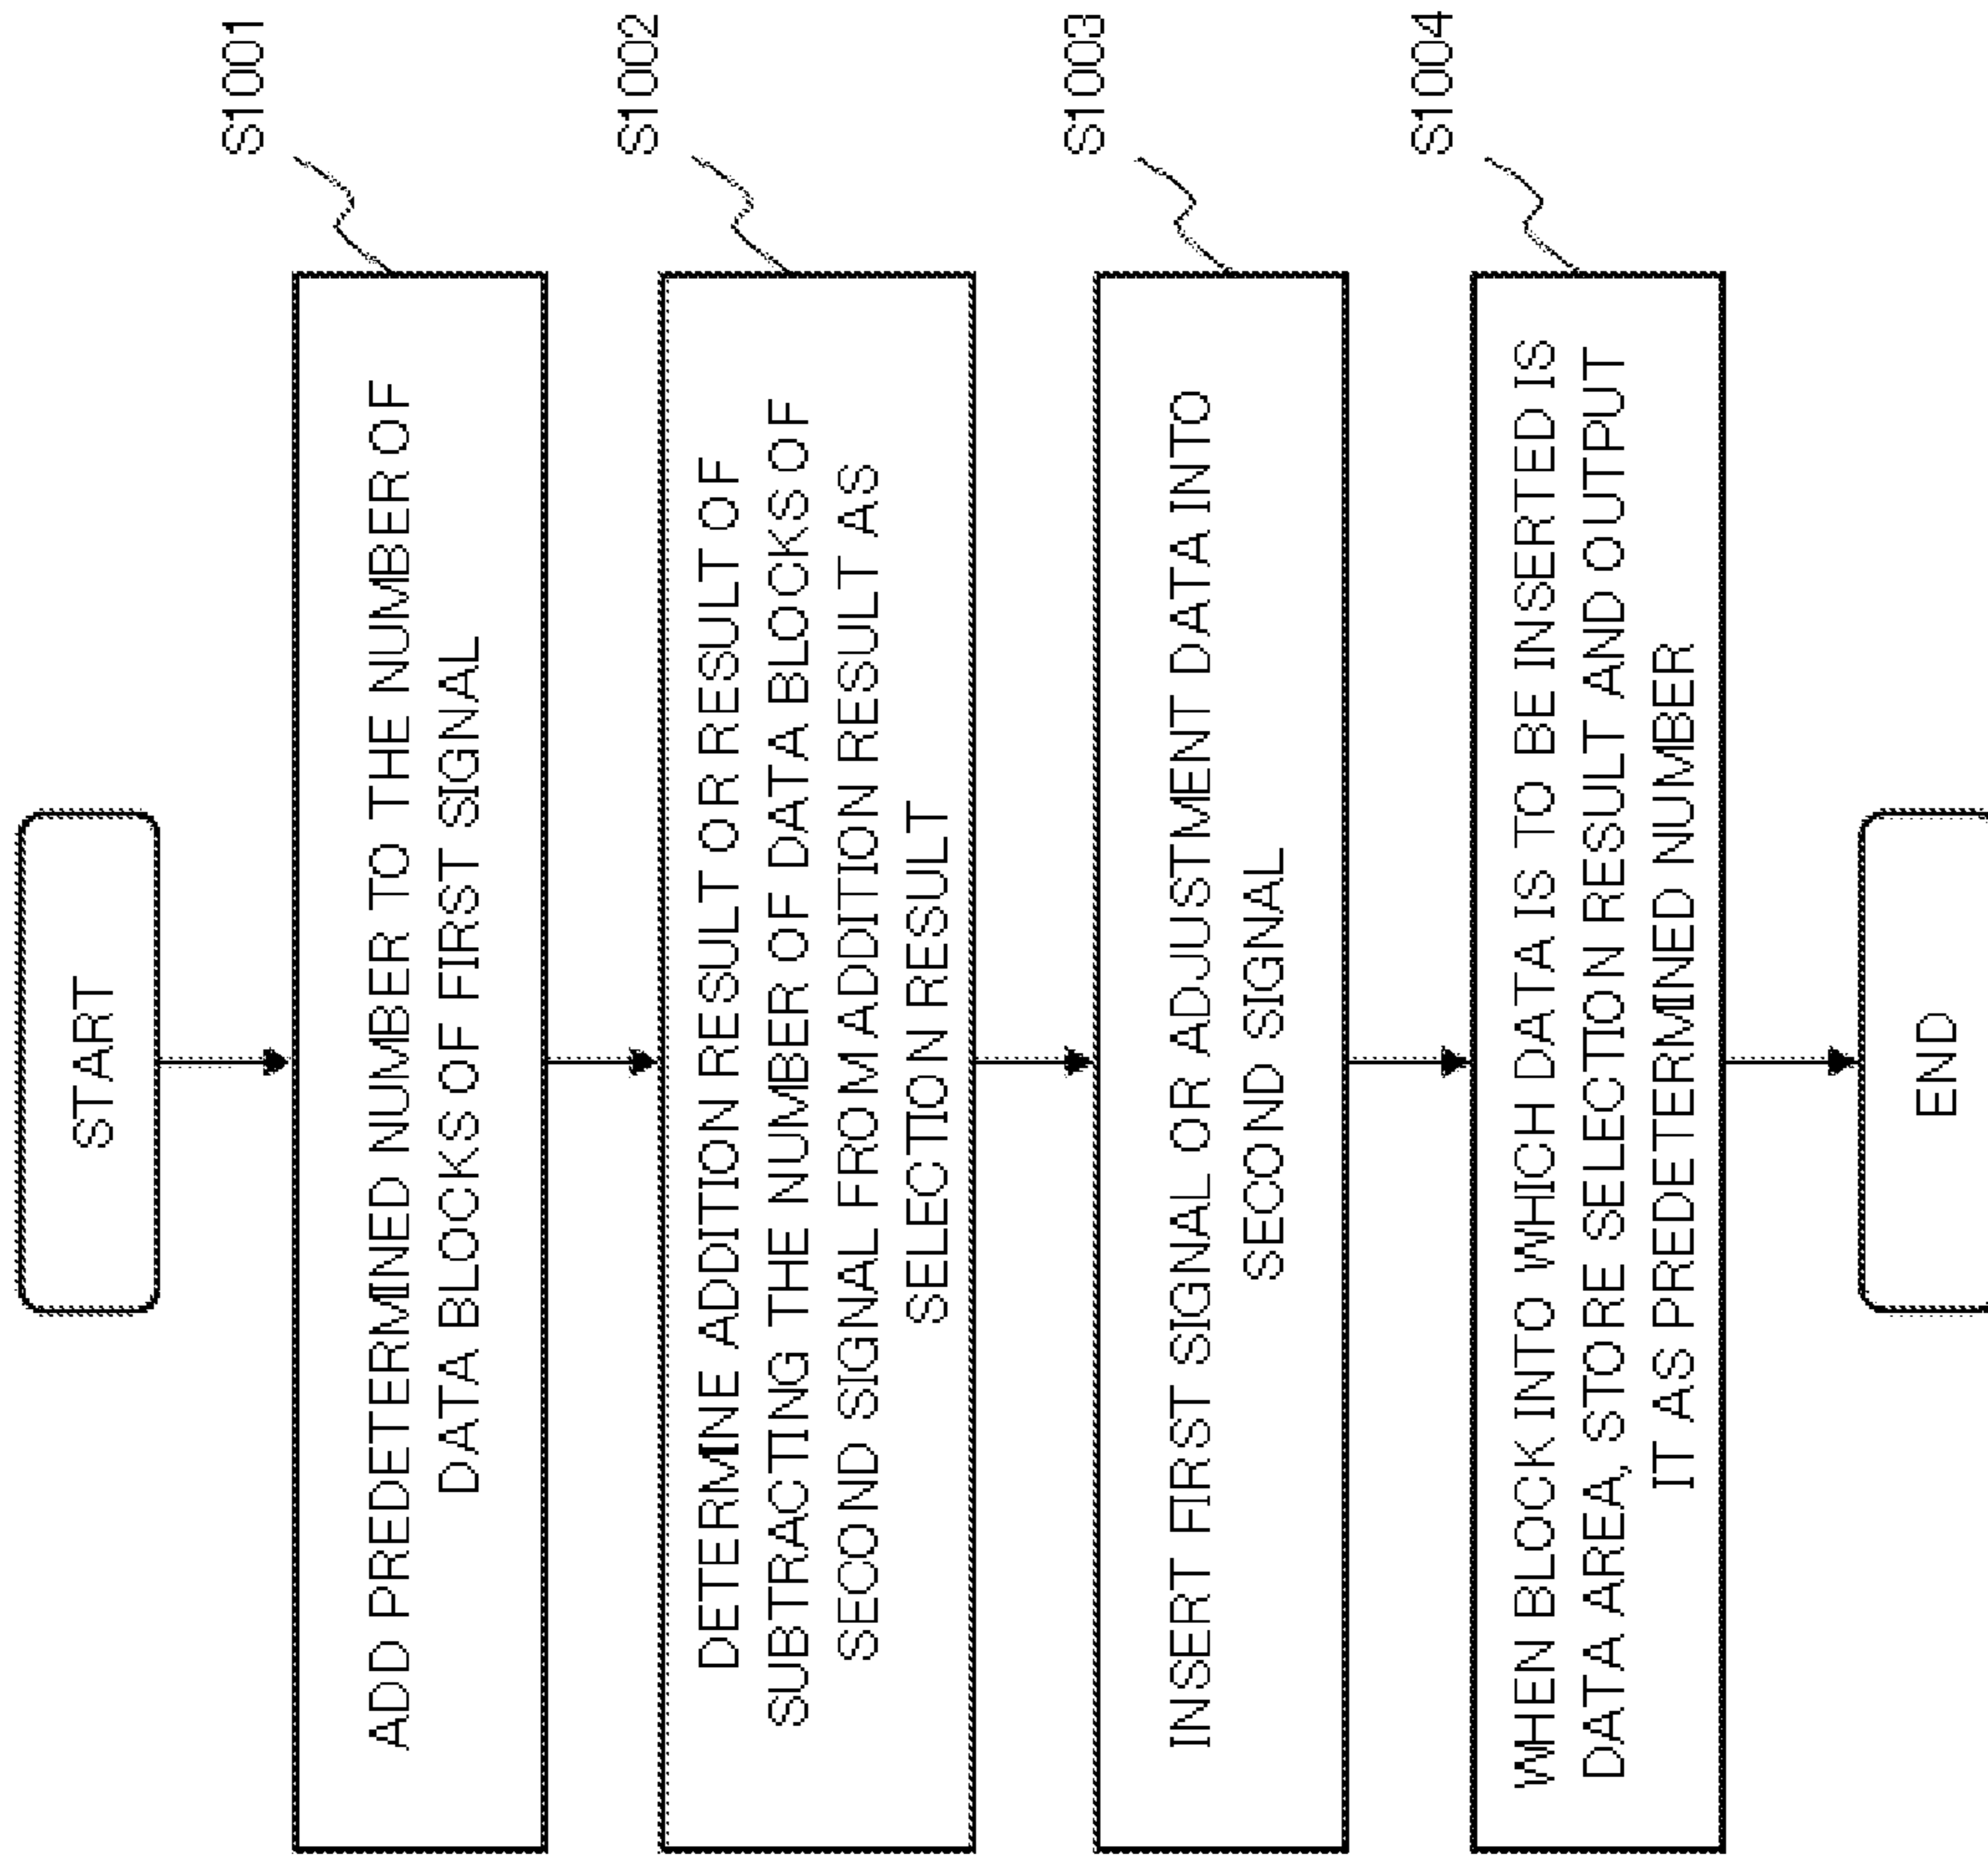 START
S1001
ADD PREDETERMINED NUMBER TO THE NUMBER OF
DATA BLOCKS OF FIRST SIGNAL
S1002
DETERMINE ADDITION RESULT OR RESULT OF
SUBTRACTING THE NUMBER OF DATA BLOCKS OF
SECOND SIGNAL FROM ADDITION RESULT AS
SELECTION RESULT
S1003
INSERT FIRST SIGNAL OR ADJUSTMENT DATA INTO
SECOND SIGNAL
S1004
WHEN BLOCK INTO WHICH DATA IS TO BE INSERTED IS
DATA AREA, STORE SELECTION RESULT AND OUTPUT
IT AS PREDETERMINED NUMBER
END